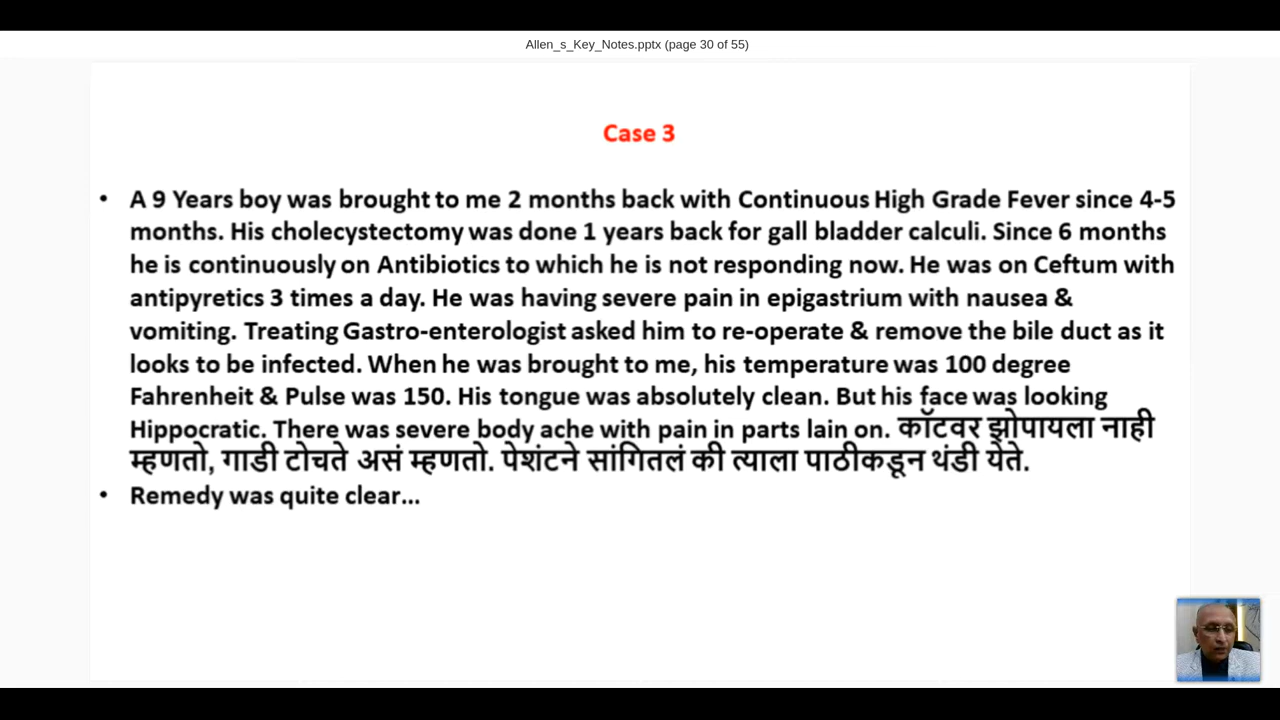 Allen_s_Key_Notes.pptx (page 30 of 55)
Case 3
• A 9 Years boy was brought to me 2 months back with Continuous High Grade Fever since 4-5
months. His cholecystectomy was done 1 years back for gall bladder calculi. Since 6 months
he is continuously on Antibiotics to which he is not responding now. He was on Ceftum with
antipyretics 3 times a day. He was having severe pain in epigastrium with nausea &
vomiting. Treating Gastro-enterologist asked him to re-operate & remove the bile duct as it
looks to be infected. When he was brought to me, his temperature was 100 degree
Fahrenheit & Pulse was 150. His tongue was absolutely clean. But his face was looking
Hippocratic. There was severe body ache with pain in parts lain on. कॉटवर झोपायला नाही
म्हणतो, गाडी टोचते असं म्हणतो. पेशंटने सांगितलं की त्याला पाठीकडून थंडी येते.
• Remedy was quite clear...